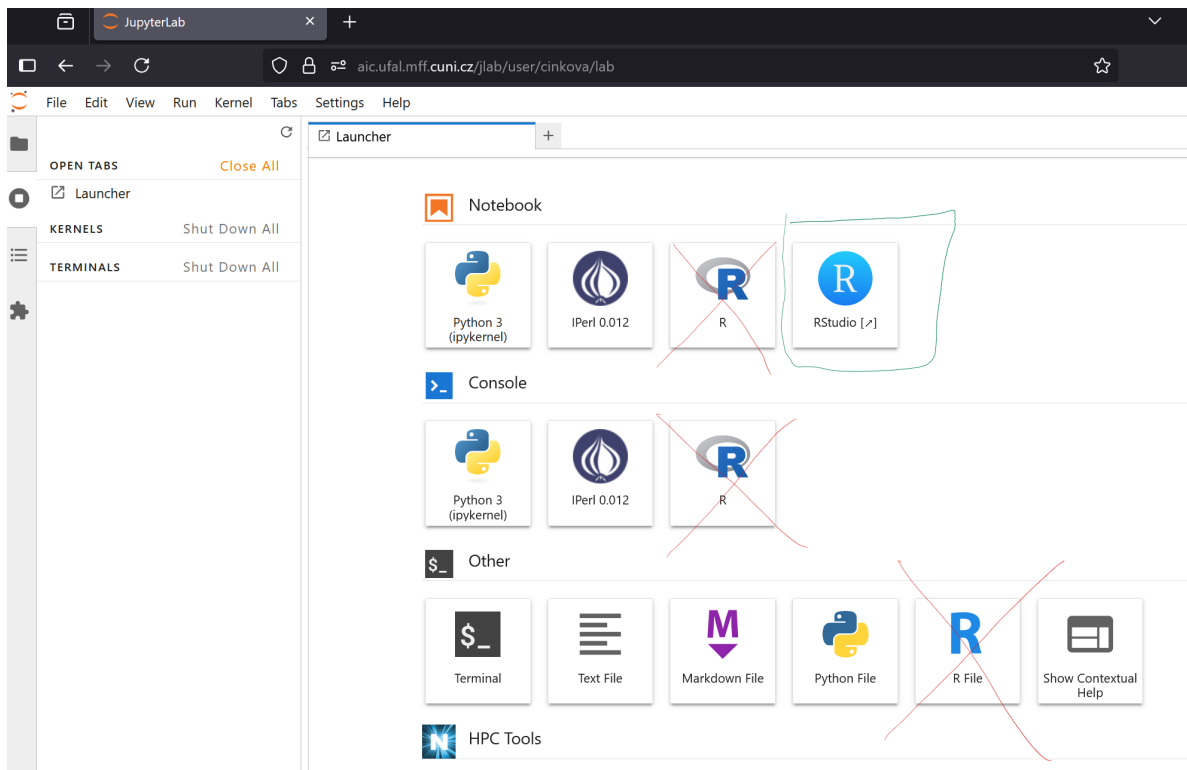 JupyterLab
aic.ufal.mff.cuni.cz/jlab/user/cinkova/lab
File Edit View Run Kernel Tabs Settings Help
OPEN TABS Close All
Launcher
KERNELS Shut Down All
TERMINALS Shut Down All
Launcher
Notebook
Python 3
(ipykernel)
IPerl 0.012
R
R
R
RStudio [↗]
Console
Python 3
(ipykernel)
IPerl 0.012
R
R
$_
Other
$_
Terminal
Text File
M
Markdown File
Python File
R
R File
Show Contextual
Help
N
HPC Tools